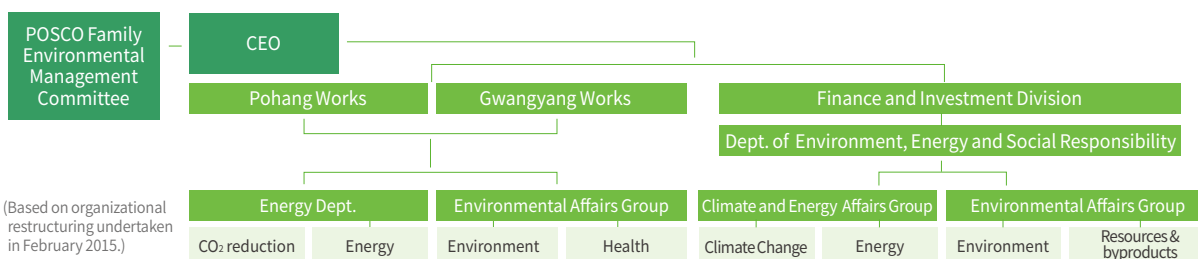 POSCO Family
Environmental
Management
Committee
CEO
Pohang Works
Gwangyang Works
Finance and Investment Division
Dept. of Environment, Energy and Social Responsibility
(Based on organizational
restructuring undertaken
in February 2015.)
Energy Dept.
Environmental Affairs Group
Climate and Energy Affairs Group
Environmental Affairs Group
CO₂ reduction
Energy
Environment
Health
Climate Change
Energy
Environment
Resources &
byproducts